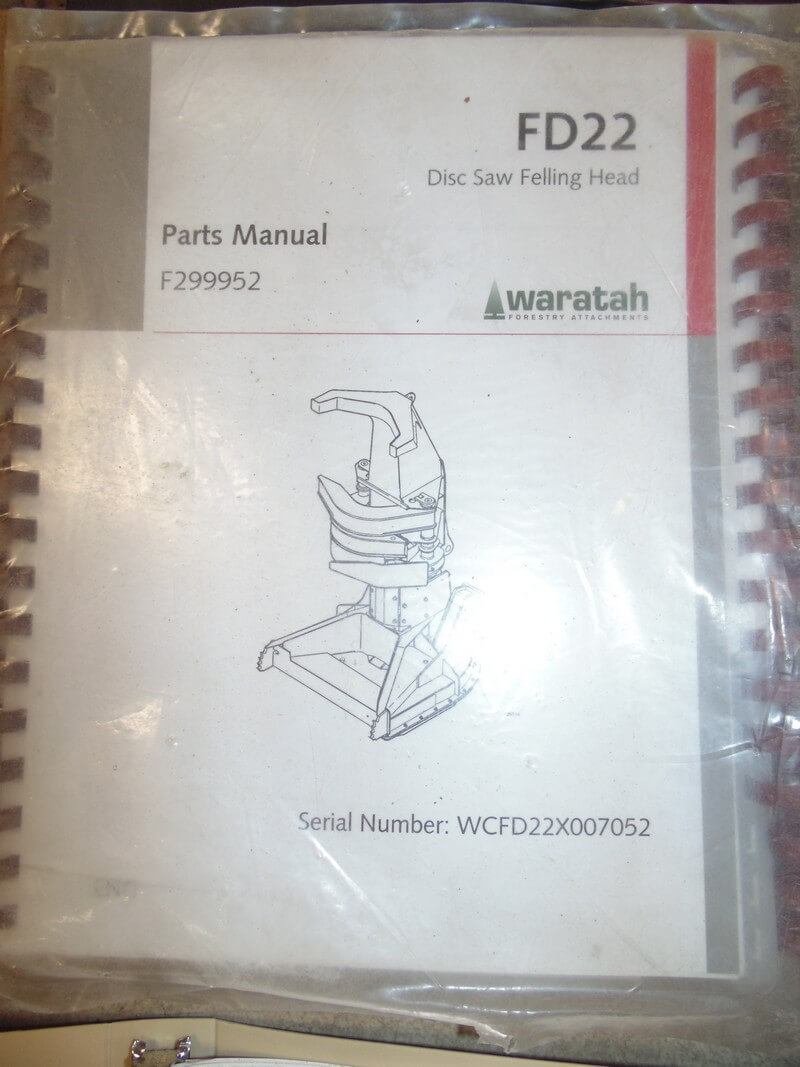 FD22
Disc Saw Felling Head
Parts Manual
F299952
waratah
FORESTRY ATTACHMENTS
Serial Number: WCFD22X007052